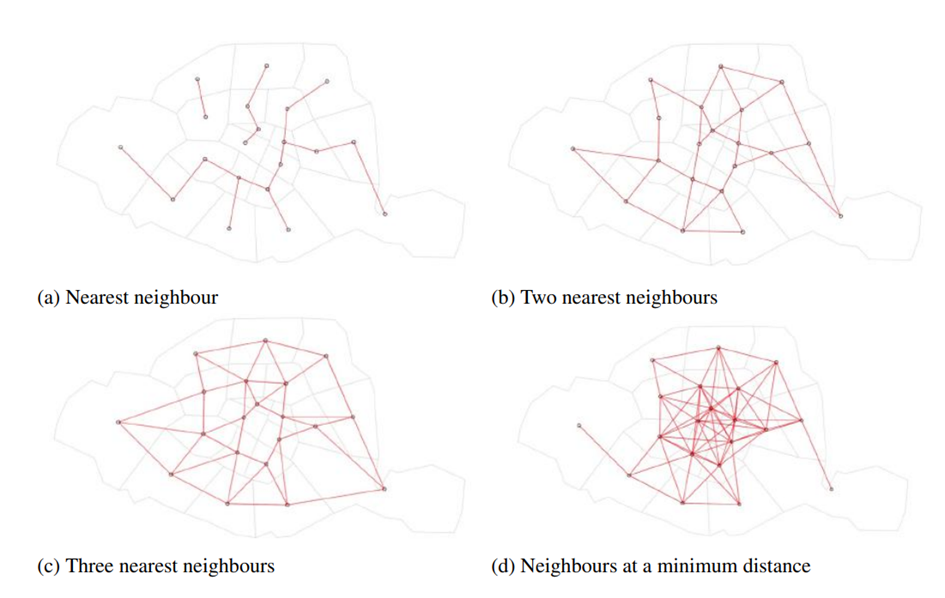 (a) Nearest neighbour
(b) Two nearest neighbours
(c) Three nearest neighbours
(d) Neighbours at a minimum distance